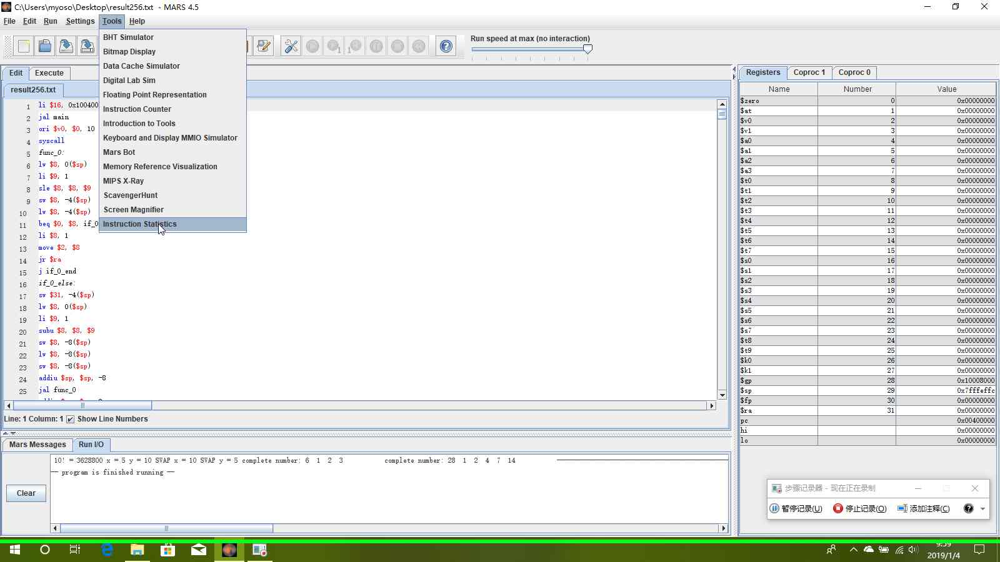 C:\Users\myoso\Desktop\result256.txt - MARS 4.5
File Edit Run Settings Tools Help
BHT Simulator
Bitmap Display
Data Cache Simulator
Digital Lab Sim
Floating Point Representation
Instruction Counter
Introduction to Tools
Keyboard and Display MMIO Simulator
Mars Bot
Memory Reference Visualization
MIPS X-Ray
ScavengerHunt
Screen Magnifier
Instruction Statistics
Run speed at max (no interaction)
Edit Execute
result256.txt
1 li $16, 0x100400
2 jal main
3 ori $v0, $0, 10
4 syscall
5 func_0:
6 lw $8, 0($sp)
7 li $9, 1
8 sle $8, $8, $9
9 sw $8, -4($sp)
10 lw $8, -4($sp)
11 beq $0, $8, if_0
12 li $8, 1
13 move $2, $8
14 jr $ra
15 j if_0_end
16 if_0_else:
17 sw $31, -4($sp)
18 lw $8, 0($sp)
19 li $9, 1
20 subu $8, $8, $9
21 sw $8, -8($sp)
22 lw $8, -8($sp)
23 sw $8, -8($sp)
24 addiu $sp, $sp, -8
25 jal func_0
Line: 1 Column: 1 Show Line Numbers
Mars Messages Run I/O
10! = 3628800 x = 5 y = 10 SWAP x = 10 SWAP y = 5 complete number: 6 1 2 3 complete number: 28 1 2 4 7 14
-- program is finished running --
Clear
Registers Coproc 1 Coproc 0
Name Number Value
$zero 0 0x00000000
$at 1 0x00000000
$v0 2 0x00000000
$v1 3 0x00000000
$a0 4 0x00000000
$a1 5 0x00000000
$a2 6 0x00000000
$a3 7 0x00000000
$t0 8 0x00000000
$t1 9 0x00000000
$t2 10 0x00000000
$t3 11 0x00000000
$t4 12 0x00000000
$t5 13 0x00000000
$t6 14 0x00000000
$t7 15 0x00000000
$s0 16 0x00000000
$s1 17 0x00000000
$s2 18 0x00000000
$s3 19 0x00000000
$s4 20 0x00000000
$s5 21 0x00000000
$s6 22 0x00000000
$s7 23 0x00000000
$t8 24 0x00000000
$t9 25 0x00000000
$k0 26 0x00000000
$k1 27 0x00000000
$gp 28 0x10008000
$sp 29 0x7fffeffc
$fp 30 0x00000000
$ra 31 0x00000000
pc 0x00400000
hi 0x00000000
lo 0x00000000
步骤记录器 - 现在正在录制
暂停记录(U) 停止记录(O) 添加注释(C)
9:59
2019/1/4